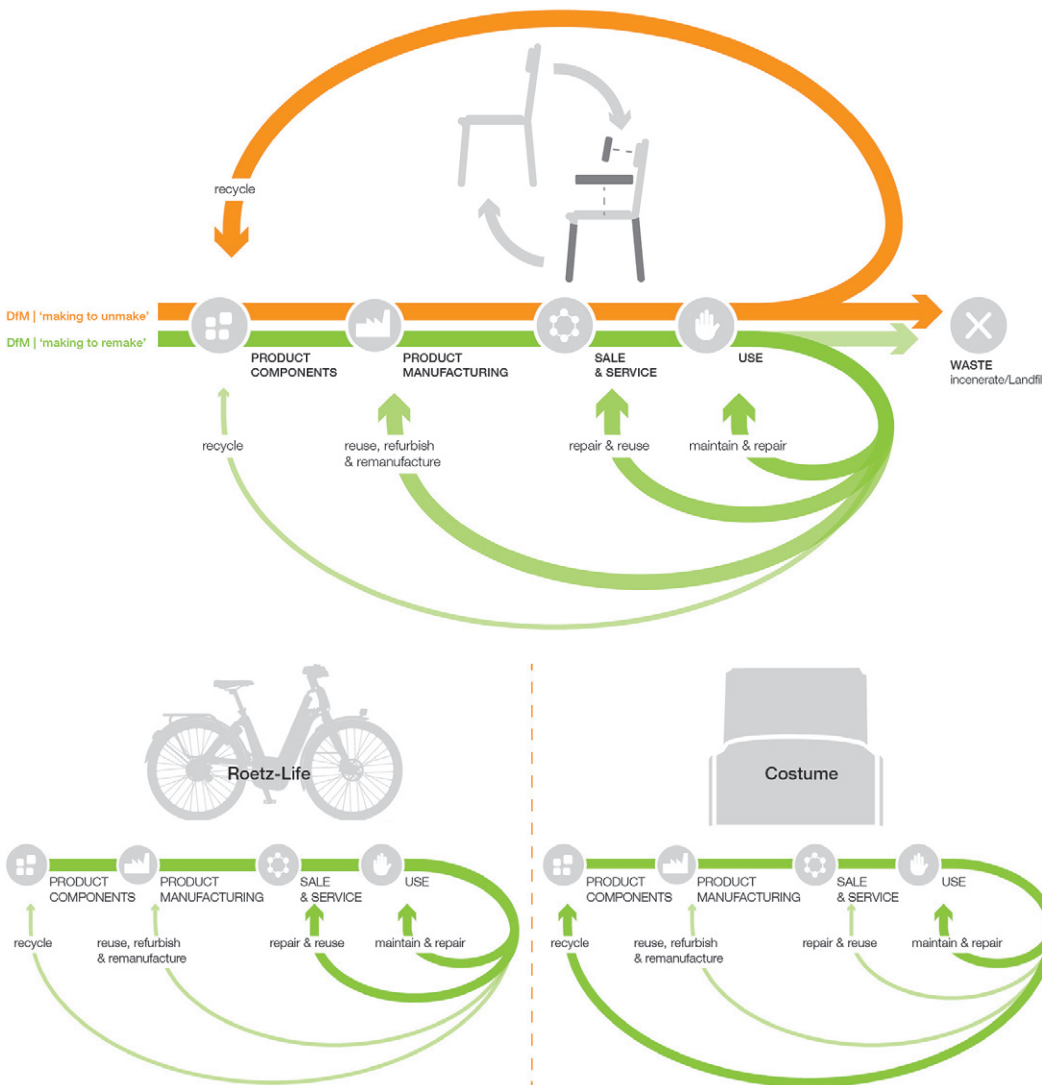 recycle
DfM | ‘making to unmake’
DfM | ‘making to remake’
PRODUCT
COMPONENTS
PRODUCT
MANUFACTURING
SALE
& SERVICE
USE
WASTE
incenerate/Landfil
recycle
reuse, refurbish
& remanufacture
repair & reuse
maintain & repair
Roetz-Life
PRODUCT
COMPONENTS
PRODUCT
MANUFACTURING
SALE
& SERVICE
USE
recycle
reuse, refurbish
& remanufacture
repair & reuse
maintain & repair
Costume
PRODUCT
COMPONENTS
PRODUCT
MANUFACTURING
SALE
& SERVICE
USE
recycle
reuse, refurbish
& remanufacture
repair & reuse
maintain & repair